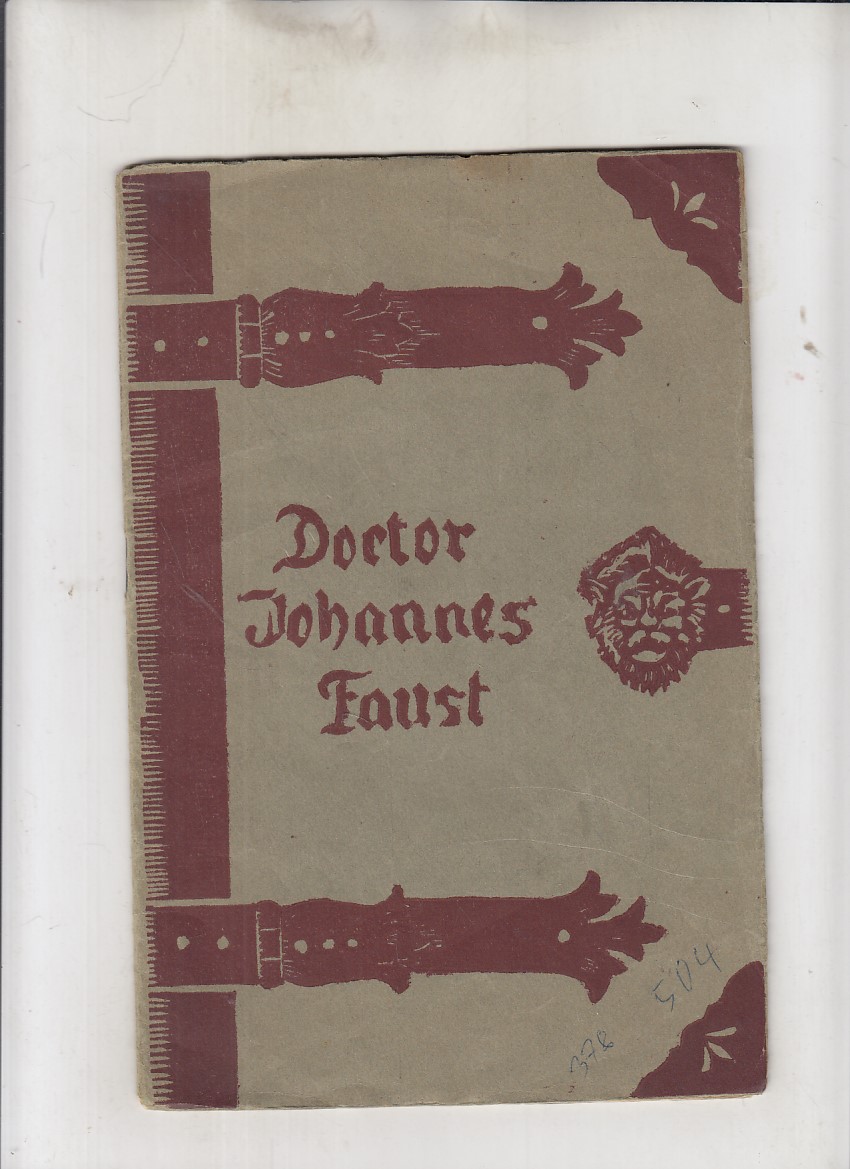 Doctor
Johannes
Faust
504
378